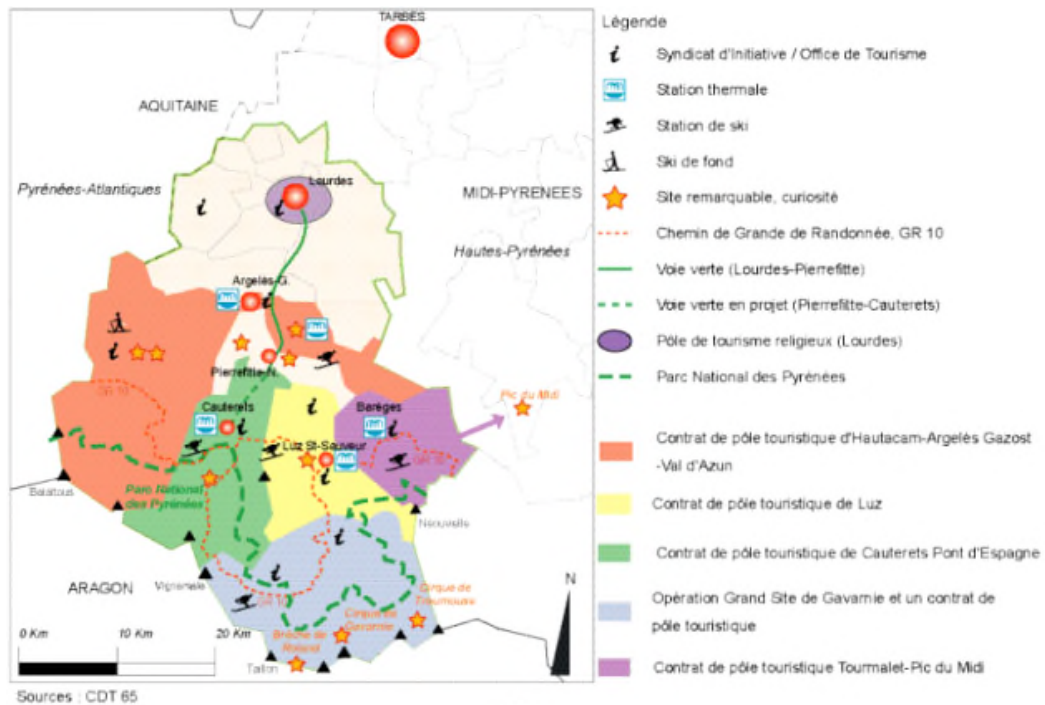 TARBES
AQUITAINE
Pyrénées-Atlantiques
Lourdes
MIDI-PYRENEES
Hautes-Pyrénées
Argelès-G.
Pierrefitte-N.
GR 10
Pic du Midi
Cauterets
Barèges
Luz St-Sauveur
GR 10
Parc National
des Pyrénées
Balaïtous
Néouvielle
ARAGON
Vignemale
GR 10
Cirque de
Troumouse
Cirque de
Gavarnie
Brèche de
Roland
Taillon
N
0 Km
10 Km
20 Km
Sources : CDT 65
Légende
Syndicat d'Initiative / Office de Tourisme
Station thermale
Station de ski
Ski de fond
Site remarquable, curiosité
Chemin de Grande de Randonnée, GR 10
Voie verte (Lourdes-Pierrefitte)
Voie verte en projet (Pierrefitte-Cauterets)
Pôle de tourisme religieux (Lourdes)
Parc National des Pyrénées
Contrat de pôle touristique d'Hautacam-Argelès Gazost
-Val d'Azun
Contrat de pôle touristique de Luz
Contrat de pôle touristique de Cauterets Pont d'Espagne
Opération Grand Site de Gavarnie et un contrat de
pôle touristique
Contrat de pôle touristique Tourmalet-Pic du Midi